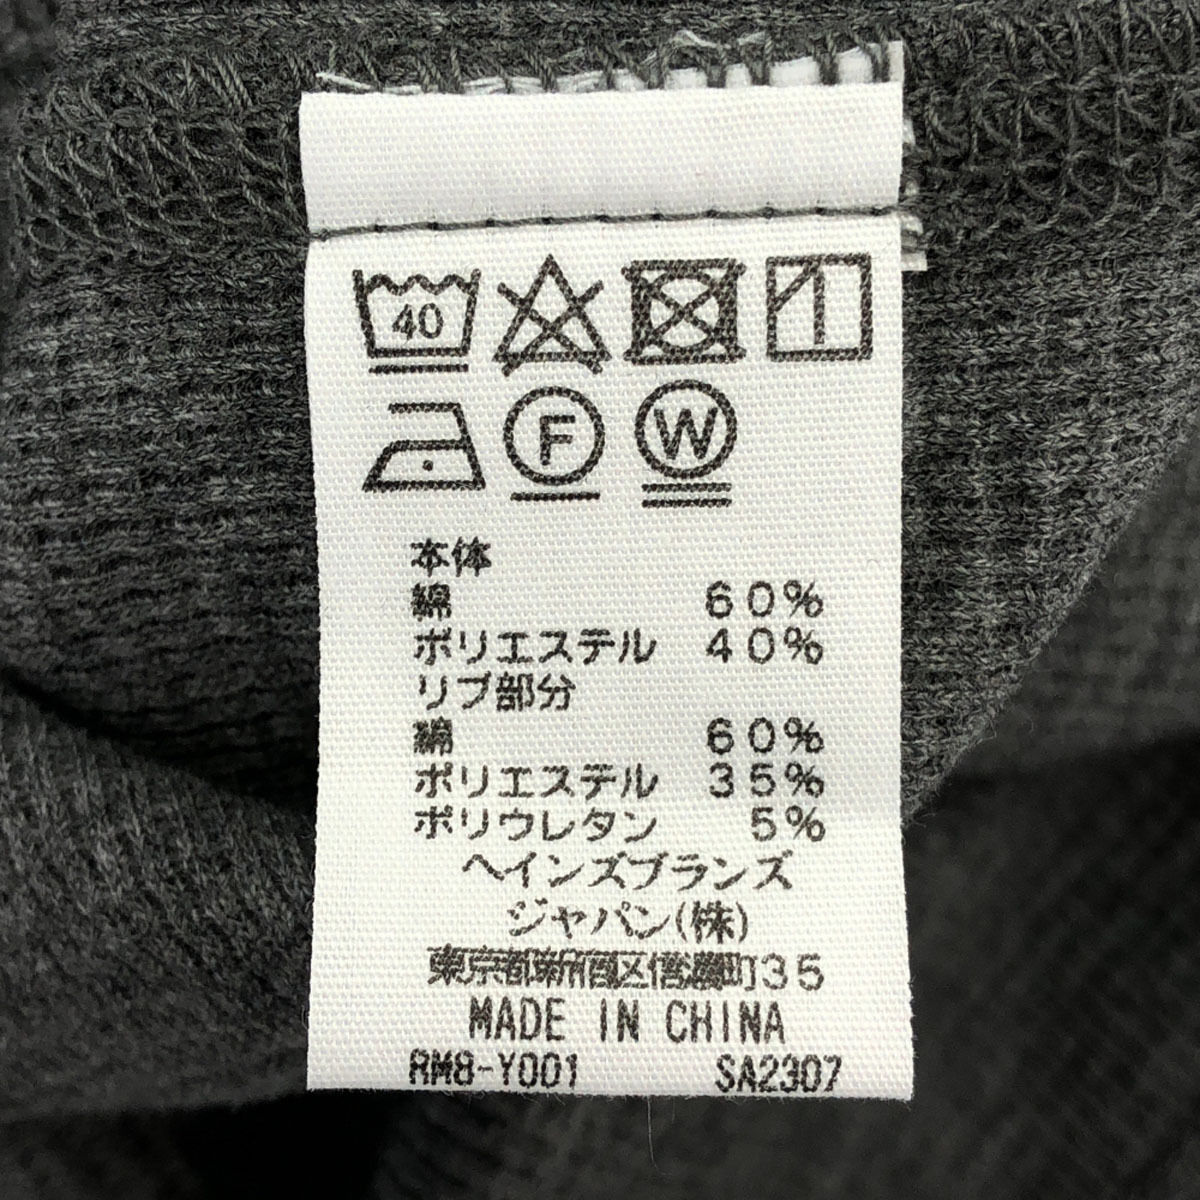 40
F W
本体
綿 60%
ポリエステル 40%
リブ部分
綿 60%
ポリエステル 35%
ポリウレタン 5%
ヘインズブランズ
ジャパン(株)
東京都新宿区信濃町35
MADE IN CHINA
RM8-Y001 SA2307